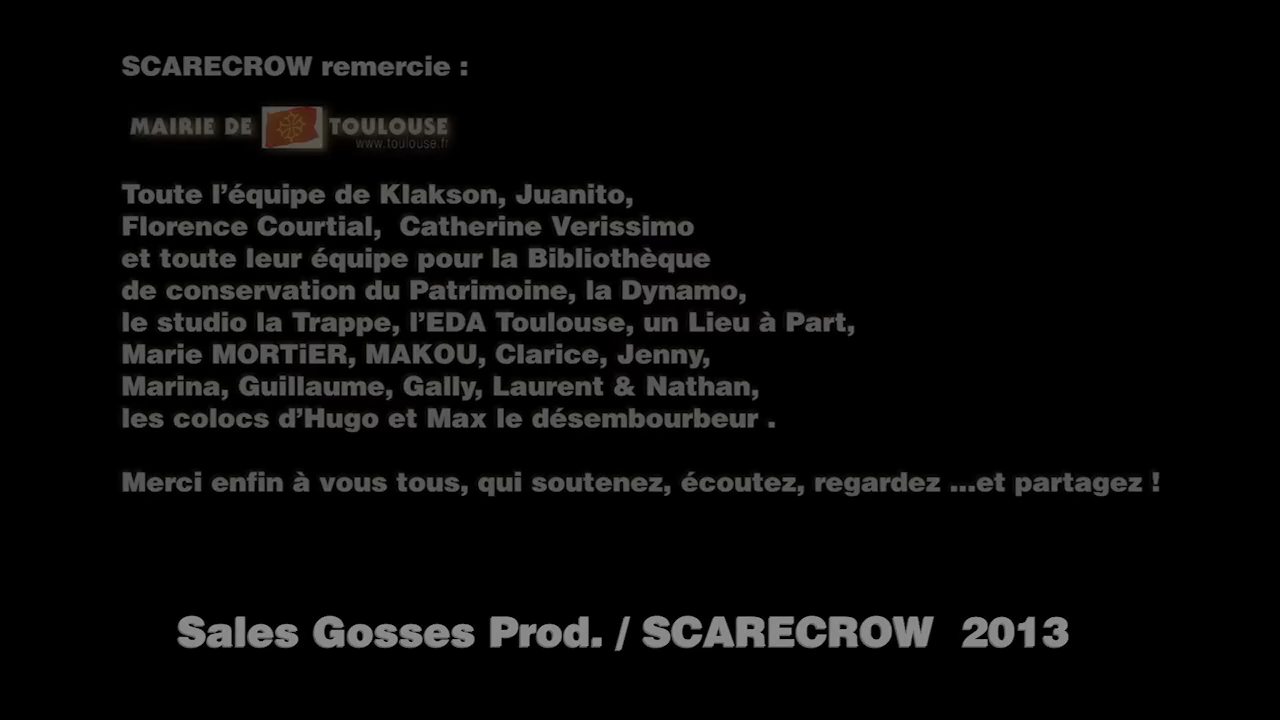 SCARECROW remercie :
MAIRIE DE TOULOUSE
www.toulouse.fr
Toute l’équipe de Klakson, Juanito,
Florence Courtial,  Catherine Verissimo
et toute leur équipe pour la Bibliothèque
de conservation du Patrimoine, la Dynamo,
le studio la Trappe, l’EDA Toulouse, un Lieu à Part,
Marie MORTiER, MAKOU, Clarice, Jenny,
Marina, Guillaume, Gally, Laurent & Nathan,
les colocs d’Hugo et Max le désembourbeur .
Merci enfin à vous tous, qui soutenez, écoutez, regardez ...et partagez !
Sales Gosses Prod. / SCARECROW  2013